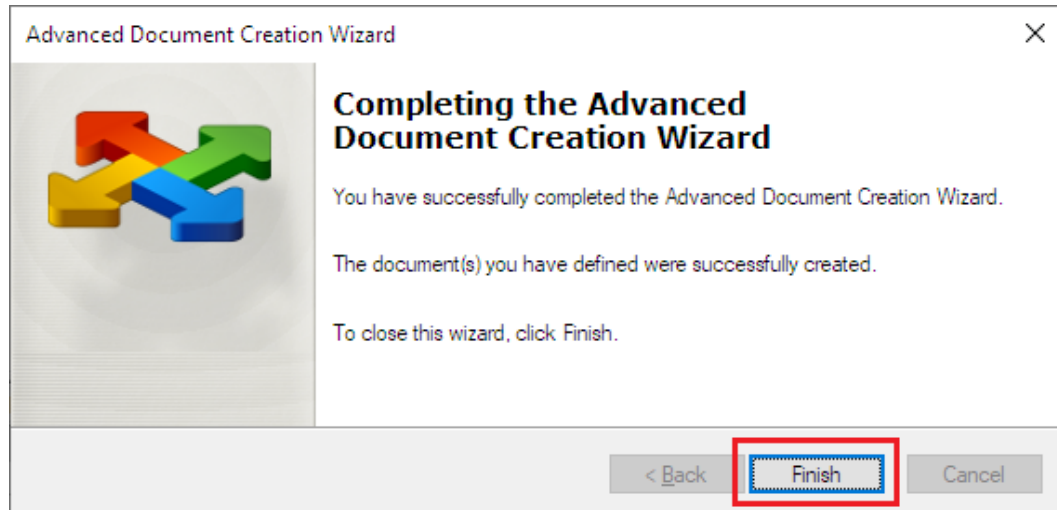 Advanced Document Creation Wizard
Completing the Advanced
Document Creation Wizard
You have successfully completed the Advanced Document Creation Wizard.
The document(s) you have defined were successfully created.
To close this wizard, click Finish.
< Back
Finish
Cancel